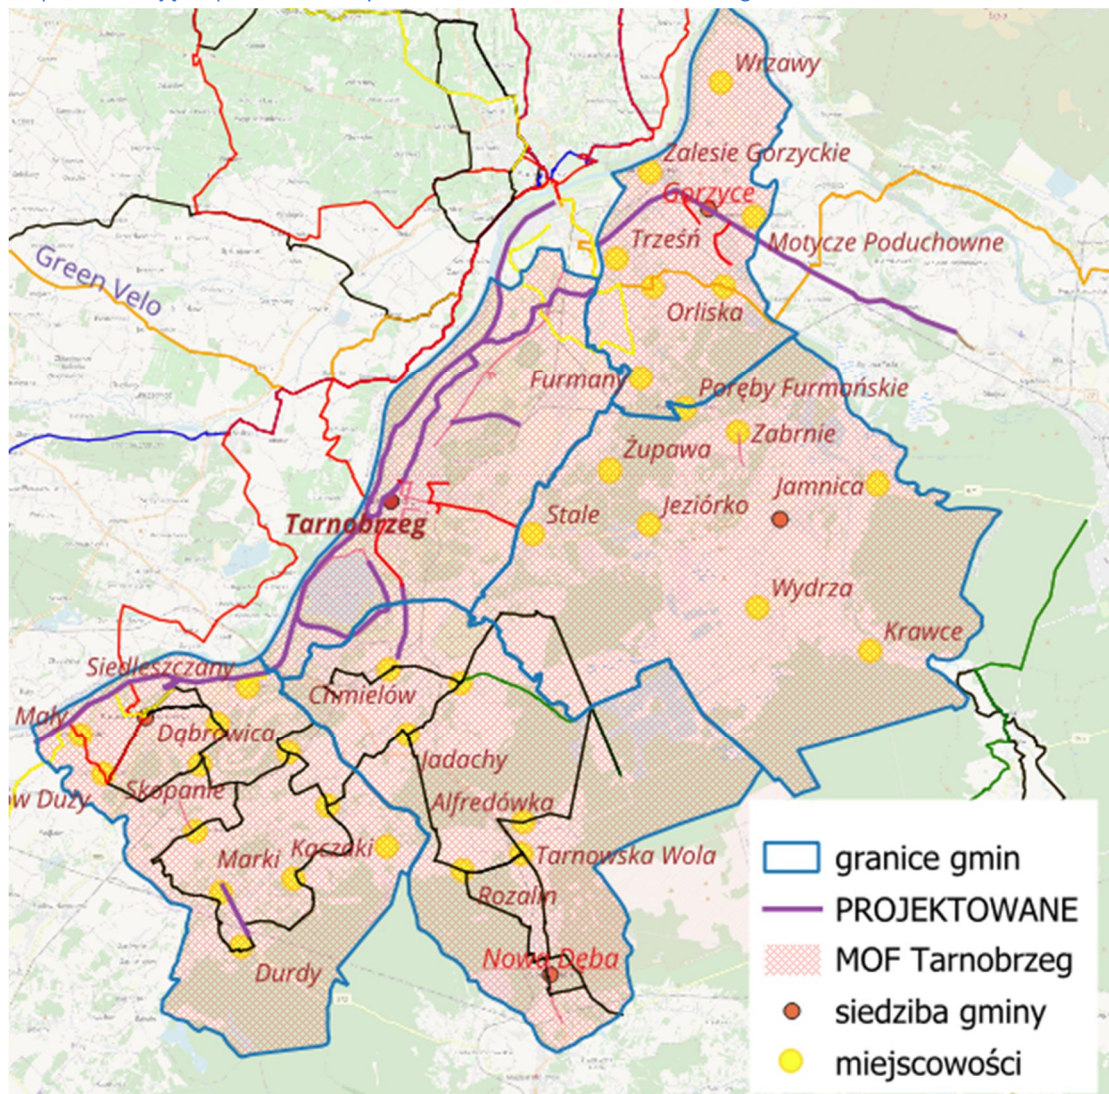 Wrzawy
Zalesie Gorzyckie
Gorzyce
Trześń
Motycze Poduchowne
Green Velo
Orliska
Furmany
Poręby Furmańskie
Żupawa
Zabrnie
Jamnica
Stale
Jeziórko
Tarnobrzeg
Wydrza
Krawce
Siedleszczany
Chmielów
Mały
Dąbrowica
Jadachy
ów Duży
Skopanie
Alfredówka
Marki
Kaczaki
Tarnowska Wola
Rozalin
Nowa Dęba
Durdy
granice gmin
PROJEKTOWANE
MOF Tarnobrzeg
siedziba gminy
miejscowości